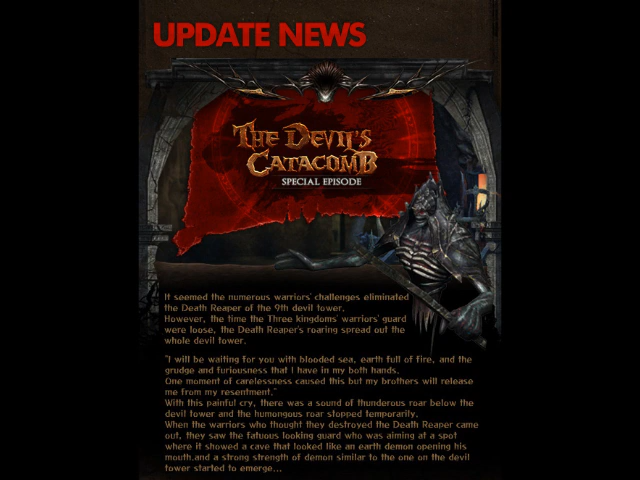 UPDATE NEWS
THE DEVIL'S
CATACOMB
SPECIAL EPISODE
It seemed the numerous warriors' challenges eliminated
the Death Reaper of the 9th devil tower.
However, the time the Three kingdoms' warriors' guard
were loose, the Death Reaper's roaring spread out the
whole devil tower.
"I will be waiting for you with blooded sea, earth full of fire, and the
grudge and furiousness that I have in my both hands.
One moment of carelessness caused this but my brothers will release
me from my resentment."
With this painful cry, there was a sound of thunderous roar below the
devil tower and the humongous roar stopped temporarily.
When the warriors who thought they destroyed the Death Reaper came
out, they saw the fatuous looking guard who was aiming at a spot
where it showed a cave that looked like an earth demon opening his
mouth.and a strong strength of demon similar to the one on the devil
tower started to emerge...